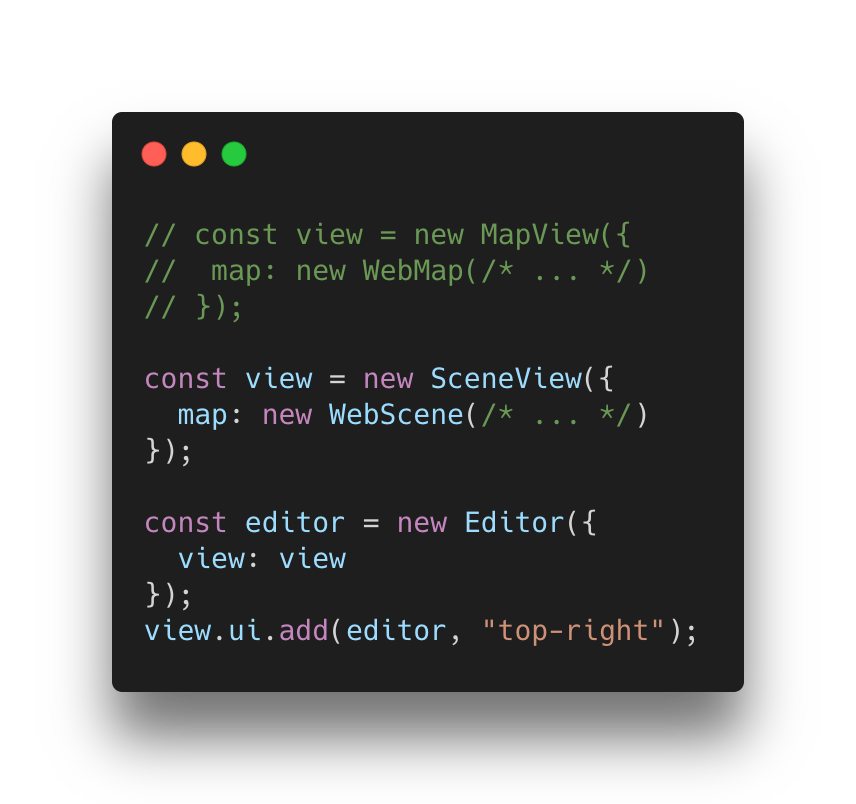 // const view = new MapView({
//  map: new WebMap(/* ... */)
// });

const view = new SceneView({
  map: new WebScene(/* ... */)
});

const editor = new Editor({
  view: view
});
view.ui.add(editor, "top-right");